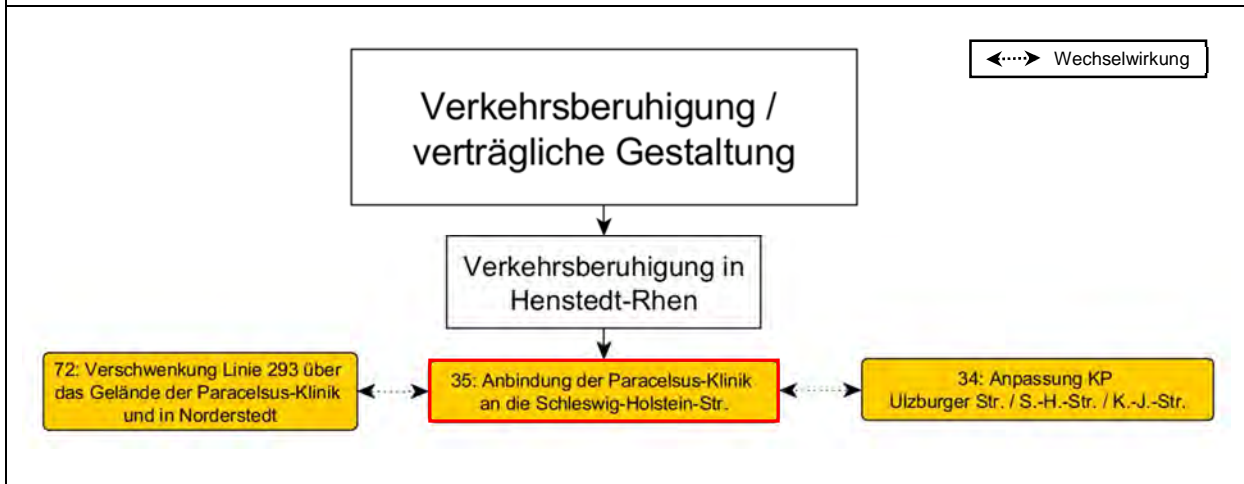 Wechselwirkung
Verkehrsberuhigung /
verträgliche Gestaltung
Verkehrsberuhigung in
Henstedt-Rhen
72: Verschwenkung Linie 293 über
das Gelände der Paracelsus-Klinik
und in Norderstedt
35: Anbindung der Paracelsus-Klinik
an die Schleswig-Holstein-Str.
34: Anpassung KP
Ulzburger Str. / S.-H.-Str. / K.-J.-Str.